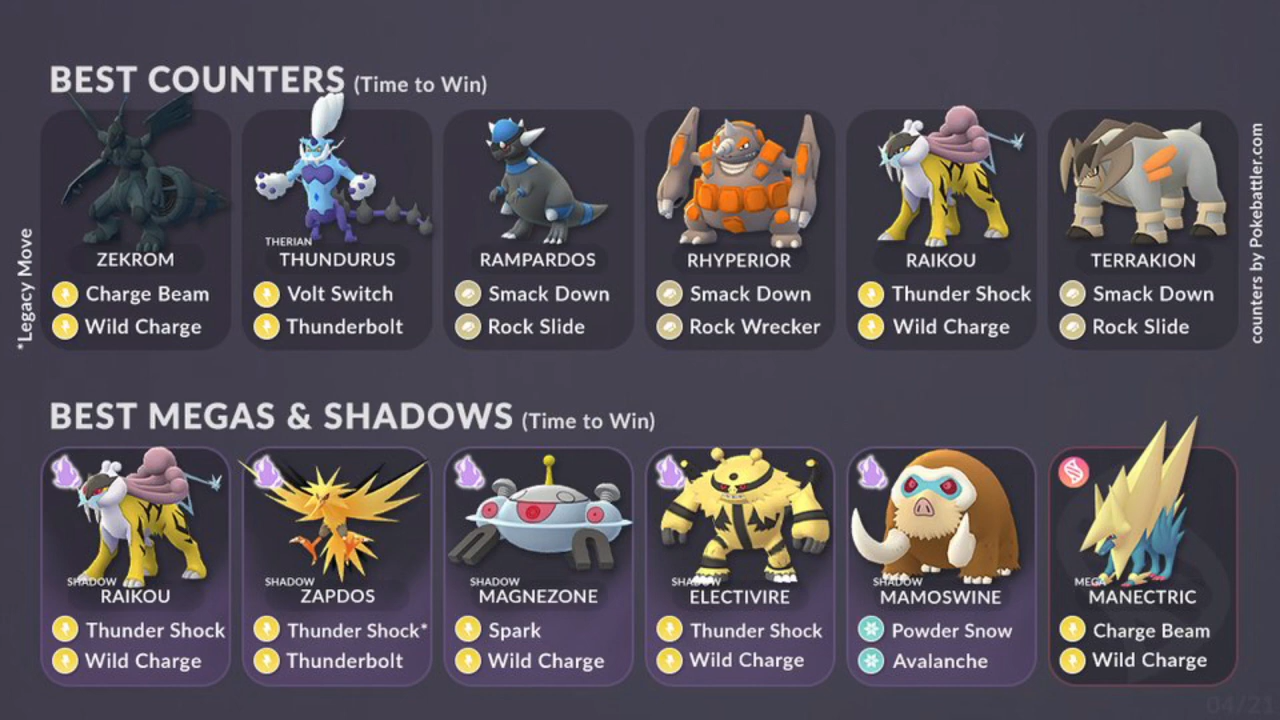 BEST COUNTERS (Time to Win)
*Legacy Move
counters by Pokebattler.com
ZEKROM
Charge Beam
Wild Charge
THERIAN
THUNDURUS
Volt Switch
Thunderbolt
RAMPARDOS
Smack Down
Rock Slide
RHYPERIOR
Smack Down
Rock Wrecker
RAIKOU
Thunder Shock
Wild Charge
TERRAKION
Smack Down
Rock Slide
BEST MEGAS & SHADOWS (Time to Win)
SHADOW
RAIKOU
Thunder Shock
Wild Charge
SHADOW
ZAPDOS
Thunder Shock*
Thunderbolt
SHADOW
MAGNEZONE
Spark
Wild Charge
SHADOW
ELECTIVIRE
Thunder Shock
Wild Charge
SHADOW
MAMOSWINE
Powder Snow
Avalanche
MEGA
MANECTRIC
Charge Beam
Wild Charge
04/21